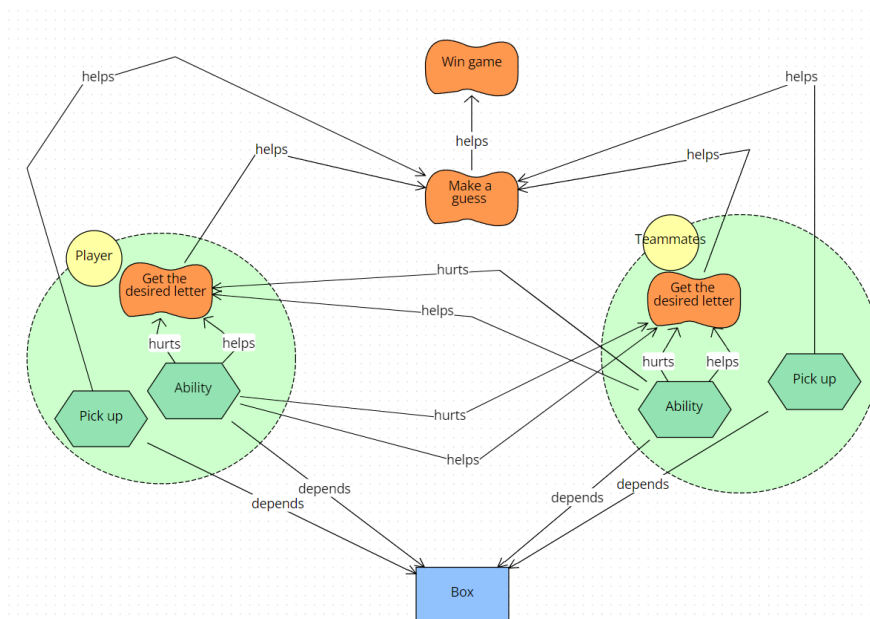 Win game
helps
helps
helps
helps
helps
Make a
guess
Player
Teammates
Get the
desired letter
hurts
helps
Get the
desired letter
helps
hurts
helps
hurts
helps
Ability
Pick up
Ability
Pick up
hurts
helps
depends
depends
depends
depends
Box